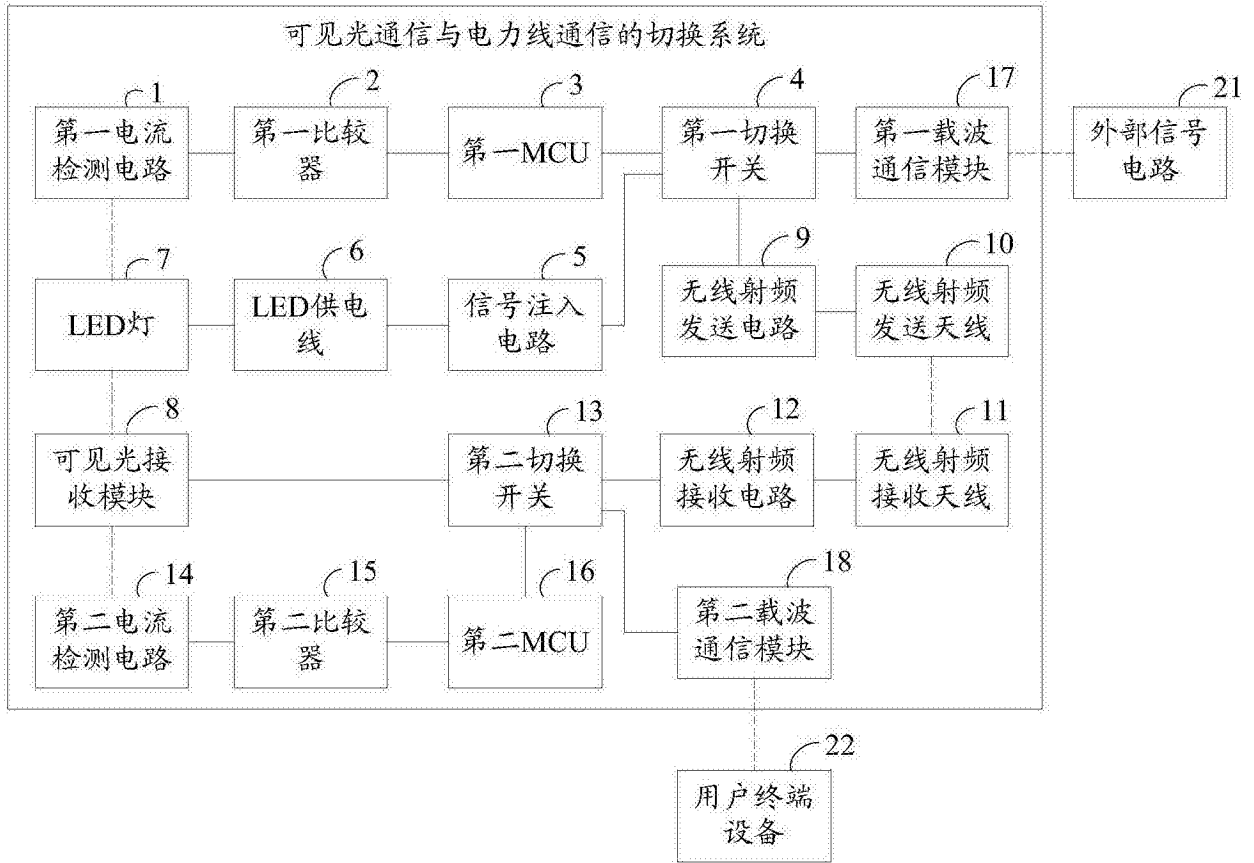 可见光通信与电力线通信的切换系统
1
2
3
4
17
21
第一电流
检测电路
第一比较
器
第一MCU
第一切换
开关
第一载波
通信模块
外部信号
电路
7
6
5
9
10
LED灯
LED供电
线
信号注入
电路
无线射频
发送电路
无线射频
发送天线
8
13
12
11
可见光接
收模块
第二切换
开关
无线射频
接收电路
无线射频
接收天线
14
15
16
18
第二电流
检测电路
第二比较
器
第二MCU
第二载波
通信模块
22
用户终端
设备